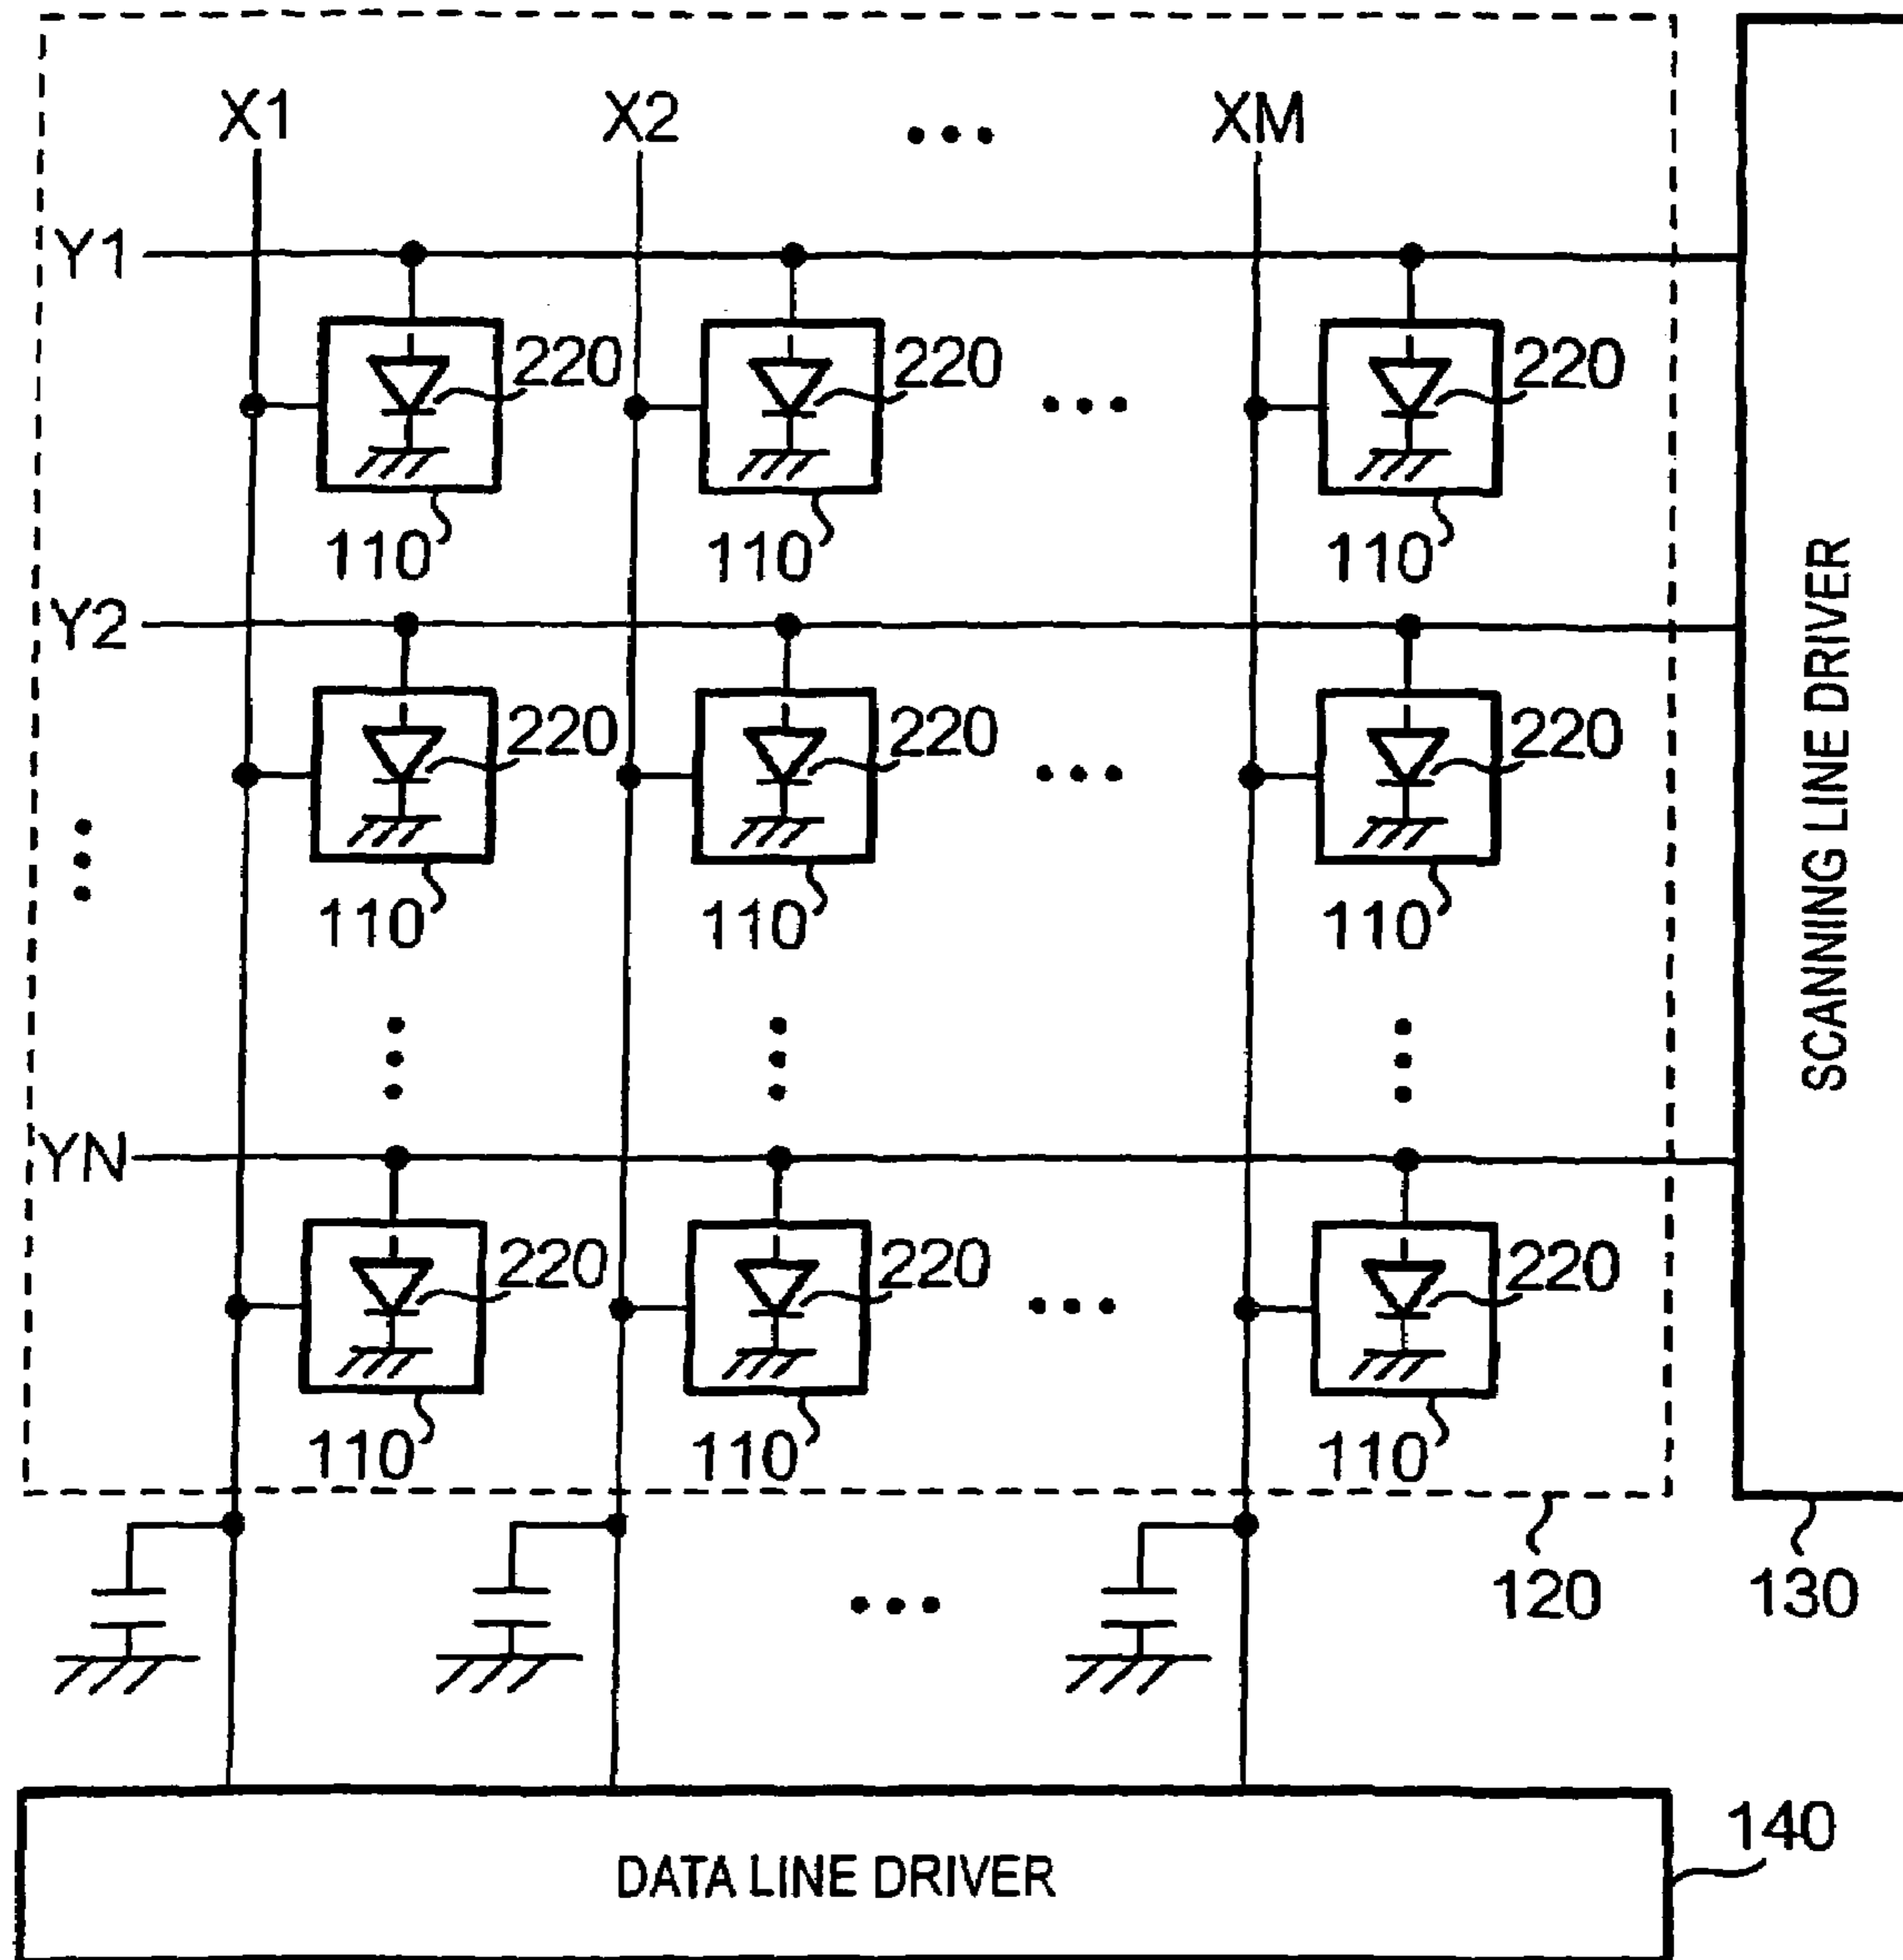 X1 X2 ... XM
Y1
220 220 ... 220
110 110 110
Y2
220 220 ... 220
110 110 110
SCANNING LINE DRIVER
YN
220 220 ... 220
110 110 110
... 120 130
DATA LINE DRIVER 140